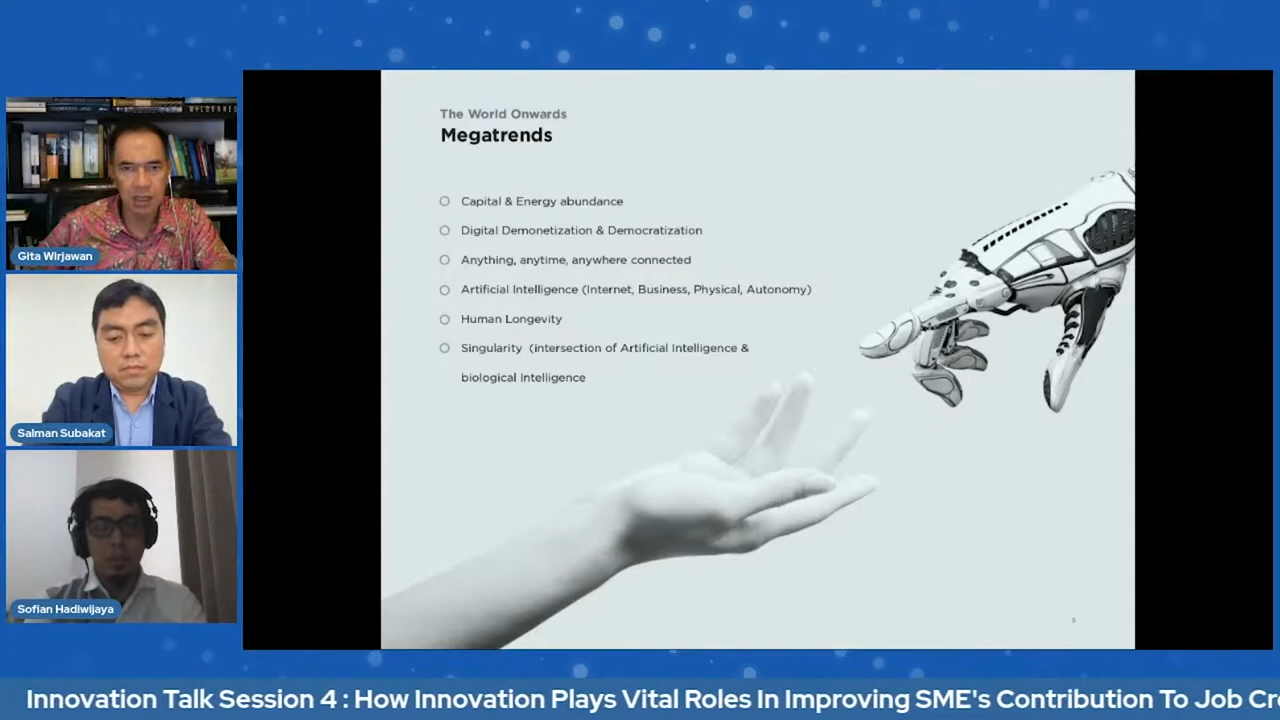 The World Onwards
Megatrends
Capital & Energy abundance
Digital Demonetization & Democratization
Anything, anytime, anywhere connected
Artificial Intelligence (Internet, Business, Physical, Autonomy)
Human Longevity
Singularity (intersection of Artificial Intelligence &
biological Intelligence
Gita Wirjawan
Salman Subakat
Sofian Hadiwijaya
Innovation Talk Session 4 : How Innovation Plays Vital Roles In Improving SME's Contribution To Job Cr